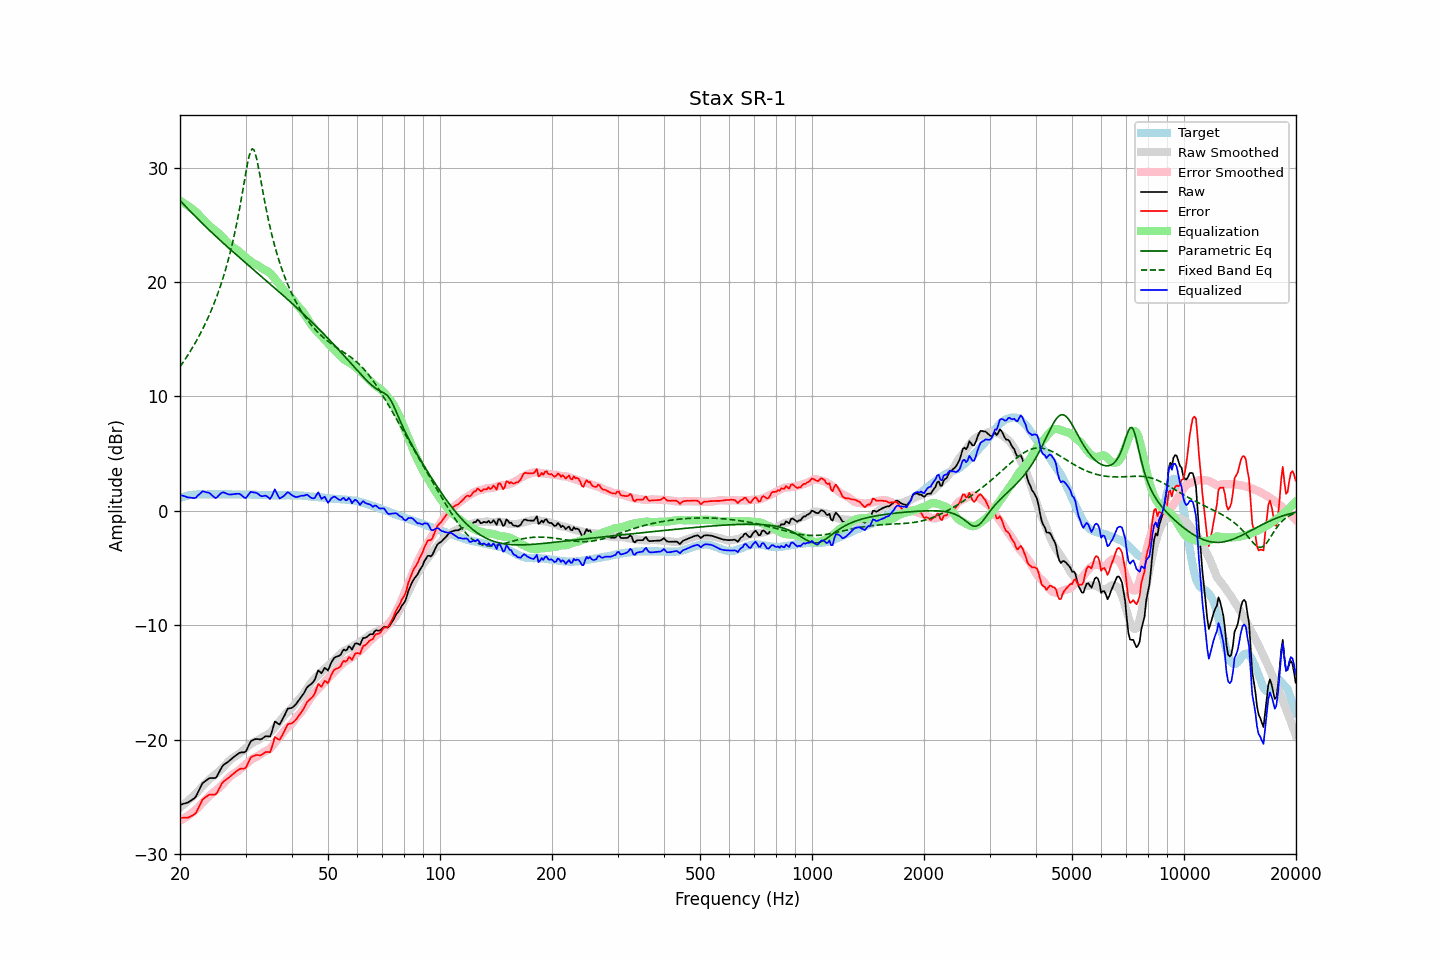 Stax SR-1
Amplitude (dBr)
30
20
10
0
−10
−20
−30
20
50
100
200
500
1000
2000
5000
10000
20000
Frequency (Hz)
Target
Raw Smoothed
Error Smoothed
Raw
Error
Equalization
Parametric Eq
Fixed Band Eq
Equalized